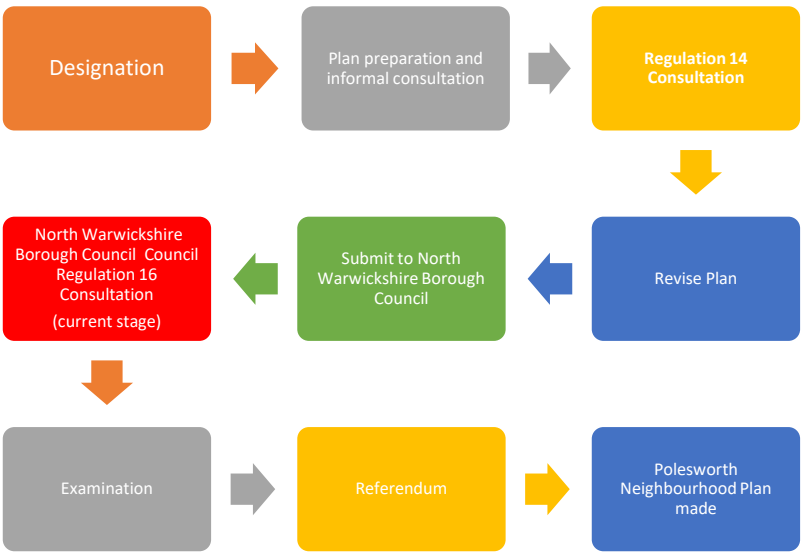 Designation
Plan preparation and
informal consultation
Regulation 14
Consultation
North Warwickshire
Borough Council  Council
Regulation 16
Consultation
(current stage)
Submit to North
Warwickshire Borough
Council
Revise Plan
Examination
Referendum
Polesworth
Neighbourhood Plan
made